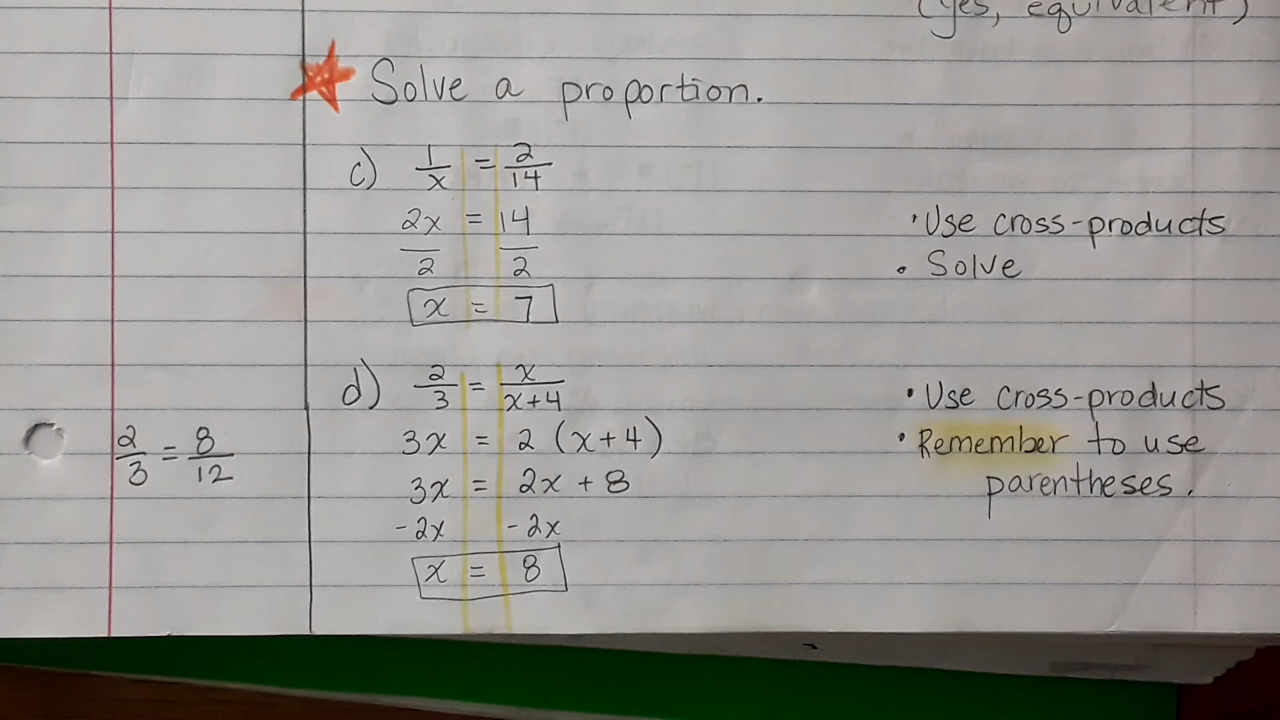 (yes, equivalent)
Solve a proportion.
c) 1/x = 2/14
2x = 14
2 2
x = 7
• Use cross-products
• Solve
d) 2/3 = x/x+4
3x = 2 (x+4)
3x = 2x + 8
-2x -2x
x = 8
• Use cross-products
• Remember to use
parentheses.
2/3 = 8/12